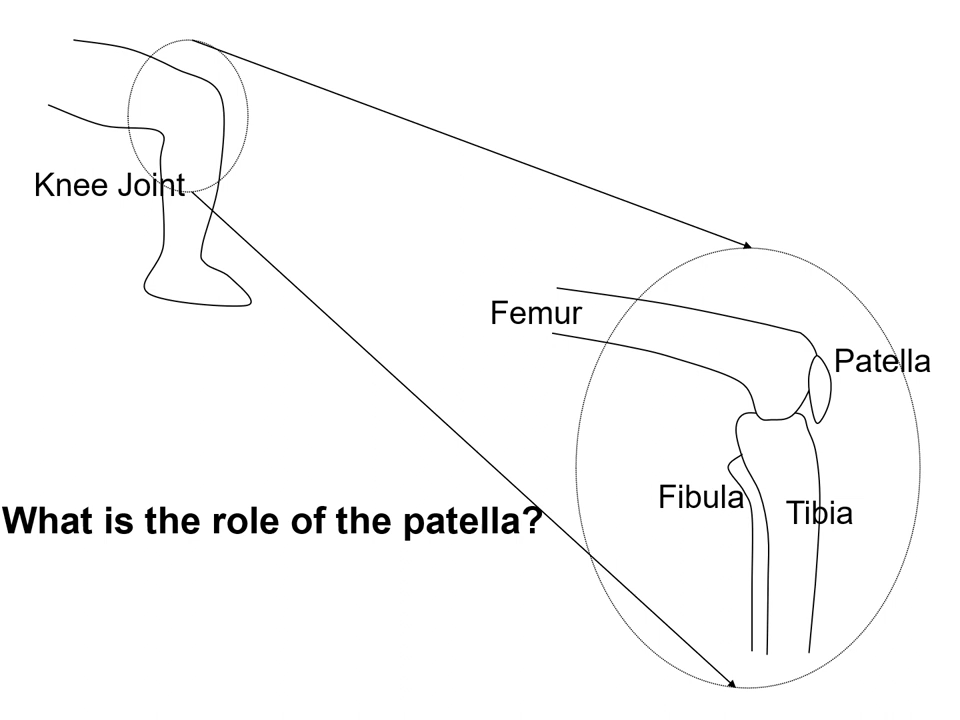 Knee Joint
Femur
Patella
Fibula
Tibia
What is the role of the patella?